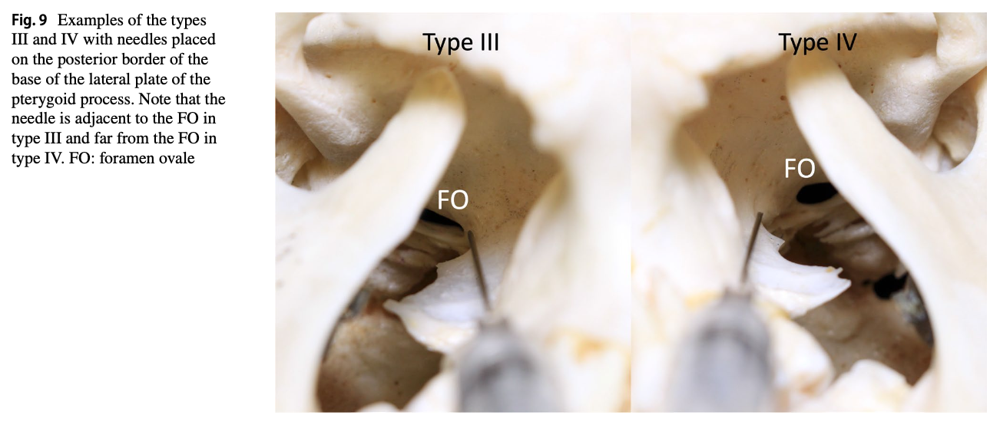 Fig. 9 Examples of the types
III and IV with needles placed
on the posterior border of the
base of the lateral plate of the
pterygoid process. Note that the
needle is adjacent to the FO in
type III and far from the FO in
type IV. FO: foramen ovale
Type III
FO
Type IV
FO